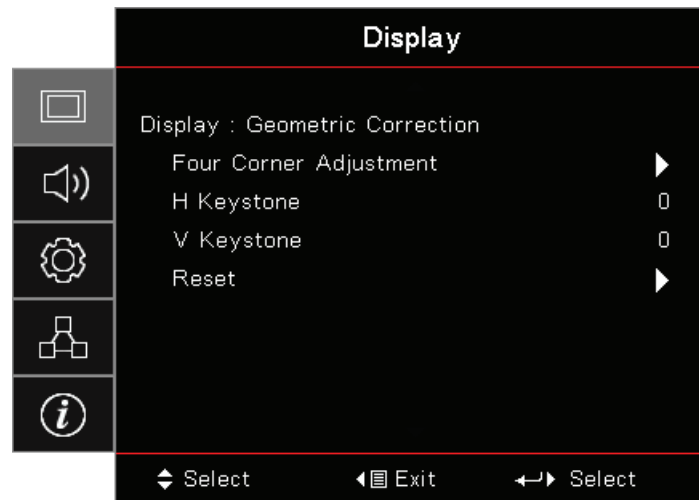 Display
Display : Geometric Correction
Four Corner Adjustment
H Keystone 0
V Keystone 0
Reset
Select Exit Select